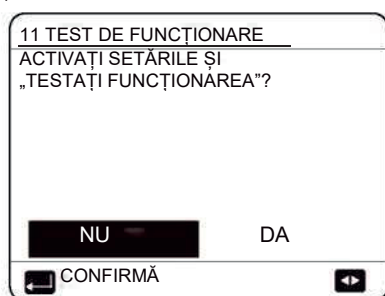 11 TEST DE FUNCȚIONARE
ACTIVAȚI SETĂRILE ȘI
„TESTAȚI FUNCȚIONAREA”?
NU DA
CONFIRMĂ